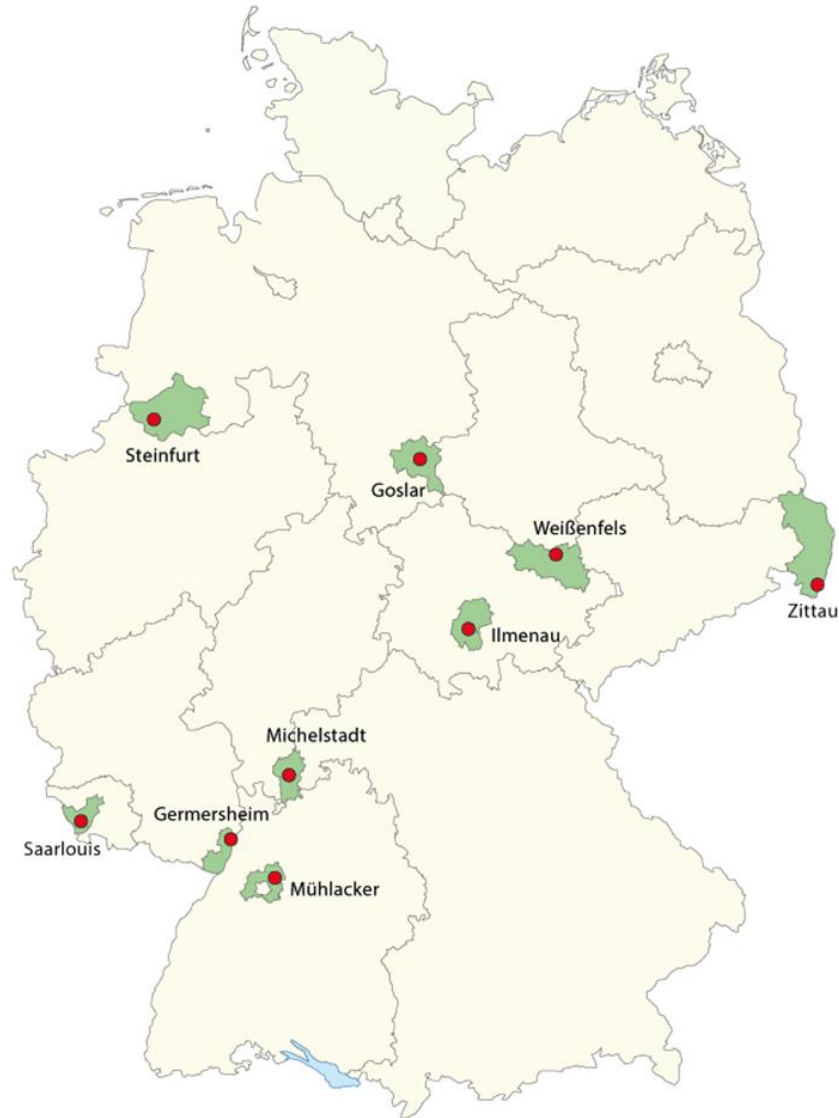 Steinfurt
Goslar
Weißenfels
Zittau
Ilmenau
Michelstadt
Germersheim
Saarlouis
Mühlacker